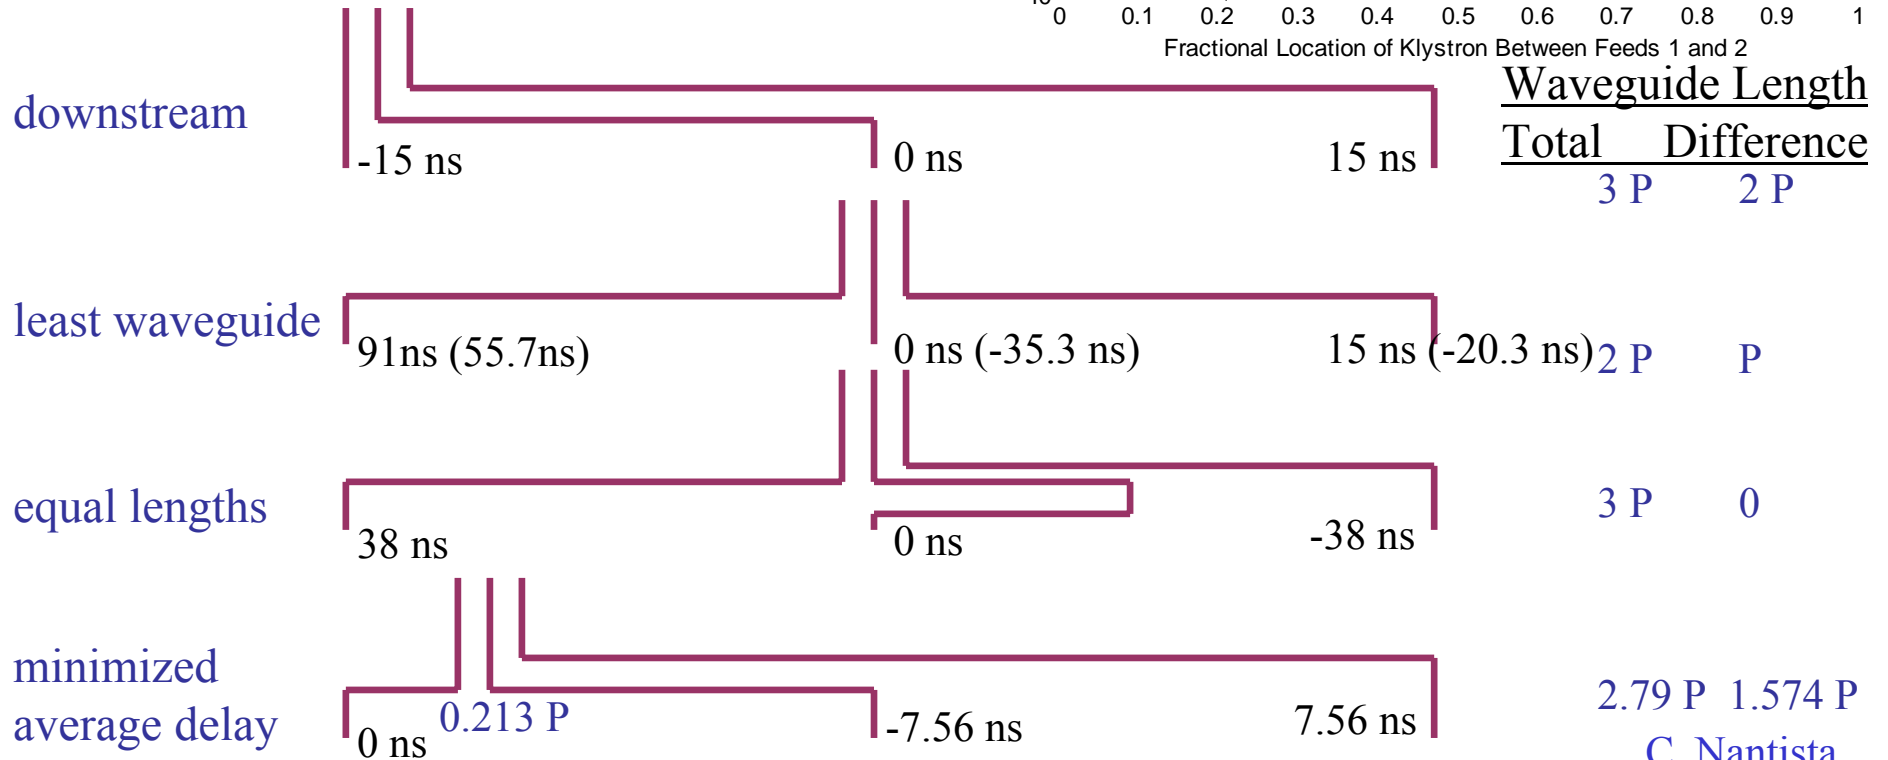 0 0.1 0.2 0.3 0.4 0.5 0.6 0.7 0.8 0.9 1
Fractional Location of Klystron Between Feeds 1 and 2
Waveguide Length
Total Difference
downstream
-15 ns 0 ns 15 ns
3 P 2 P
least waveguide
91ns (55.7ns) 0 ns (-35.3 ns) 15 ns (-20.3 ns) 2 P P
equal lengths
38 ns 0 ns -38 ns
3 P 0
minimized
average delay
0 ns 0.213 P -7.56 ns 7.56 ns
2.79 P 1.574 P
C. Nantista